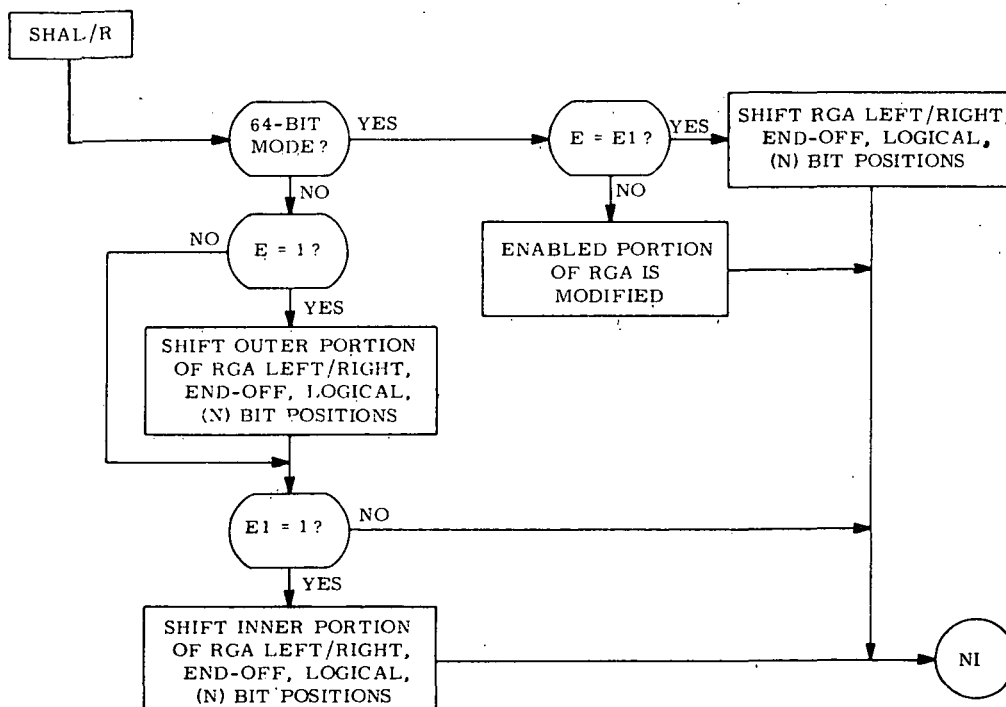 SHAL/R
64-BIT
MODE?
YES
NO
E = E1?
YES
NO
SHIFT RGA LEFT/RIGHT,
END-OFF, LOGICAL,
(N) BIT POSITIONS
ENABLED PORTION
OF RGA IS
MODIFIED
E = 1?
NO
YES
SHIFT OUTER PORTION
OF RGA LEFT/RIGHT,
END-OFF, LOGICAL,
(N) BIT POSITIONS
E1 = 1?
NO
YES
SHIFT INNER PORTION
OF RGA LEFT/RIGHT,
END-OFF, LOGICAL,
(N) BIT POSITIONS
NI